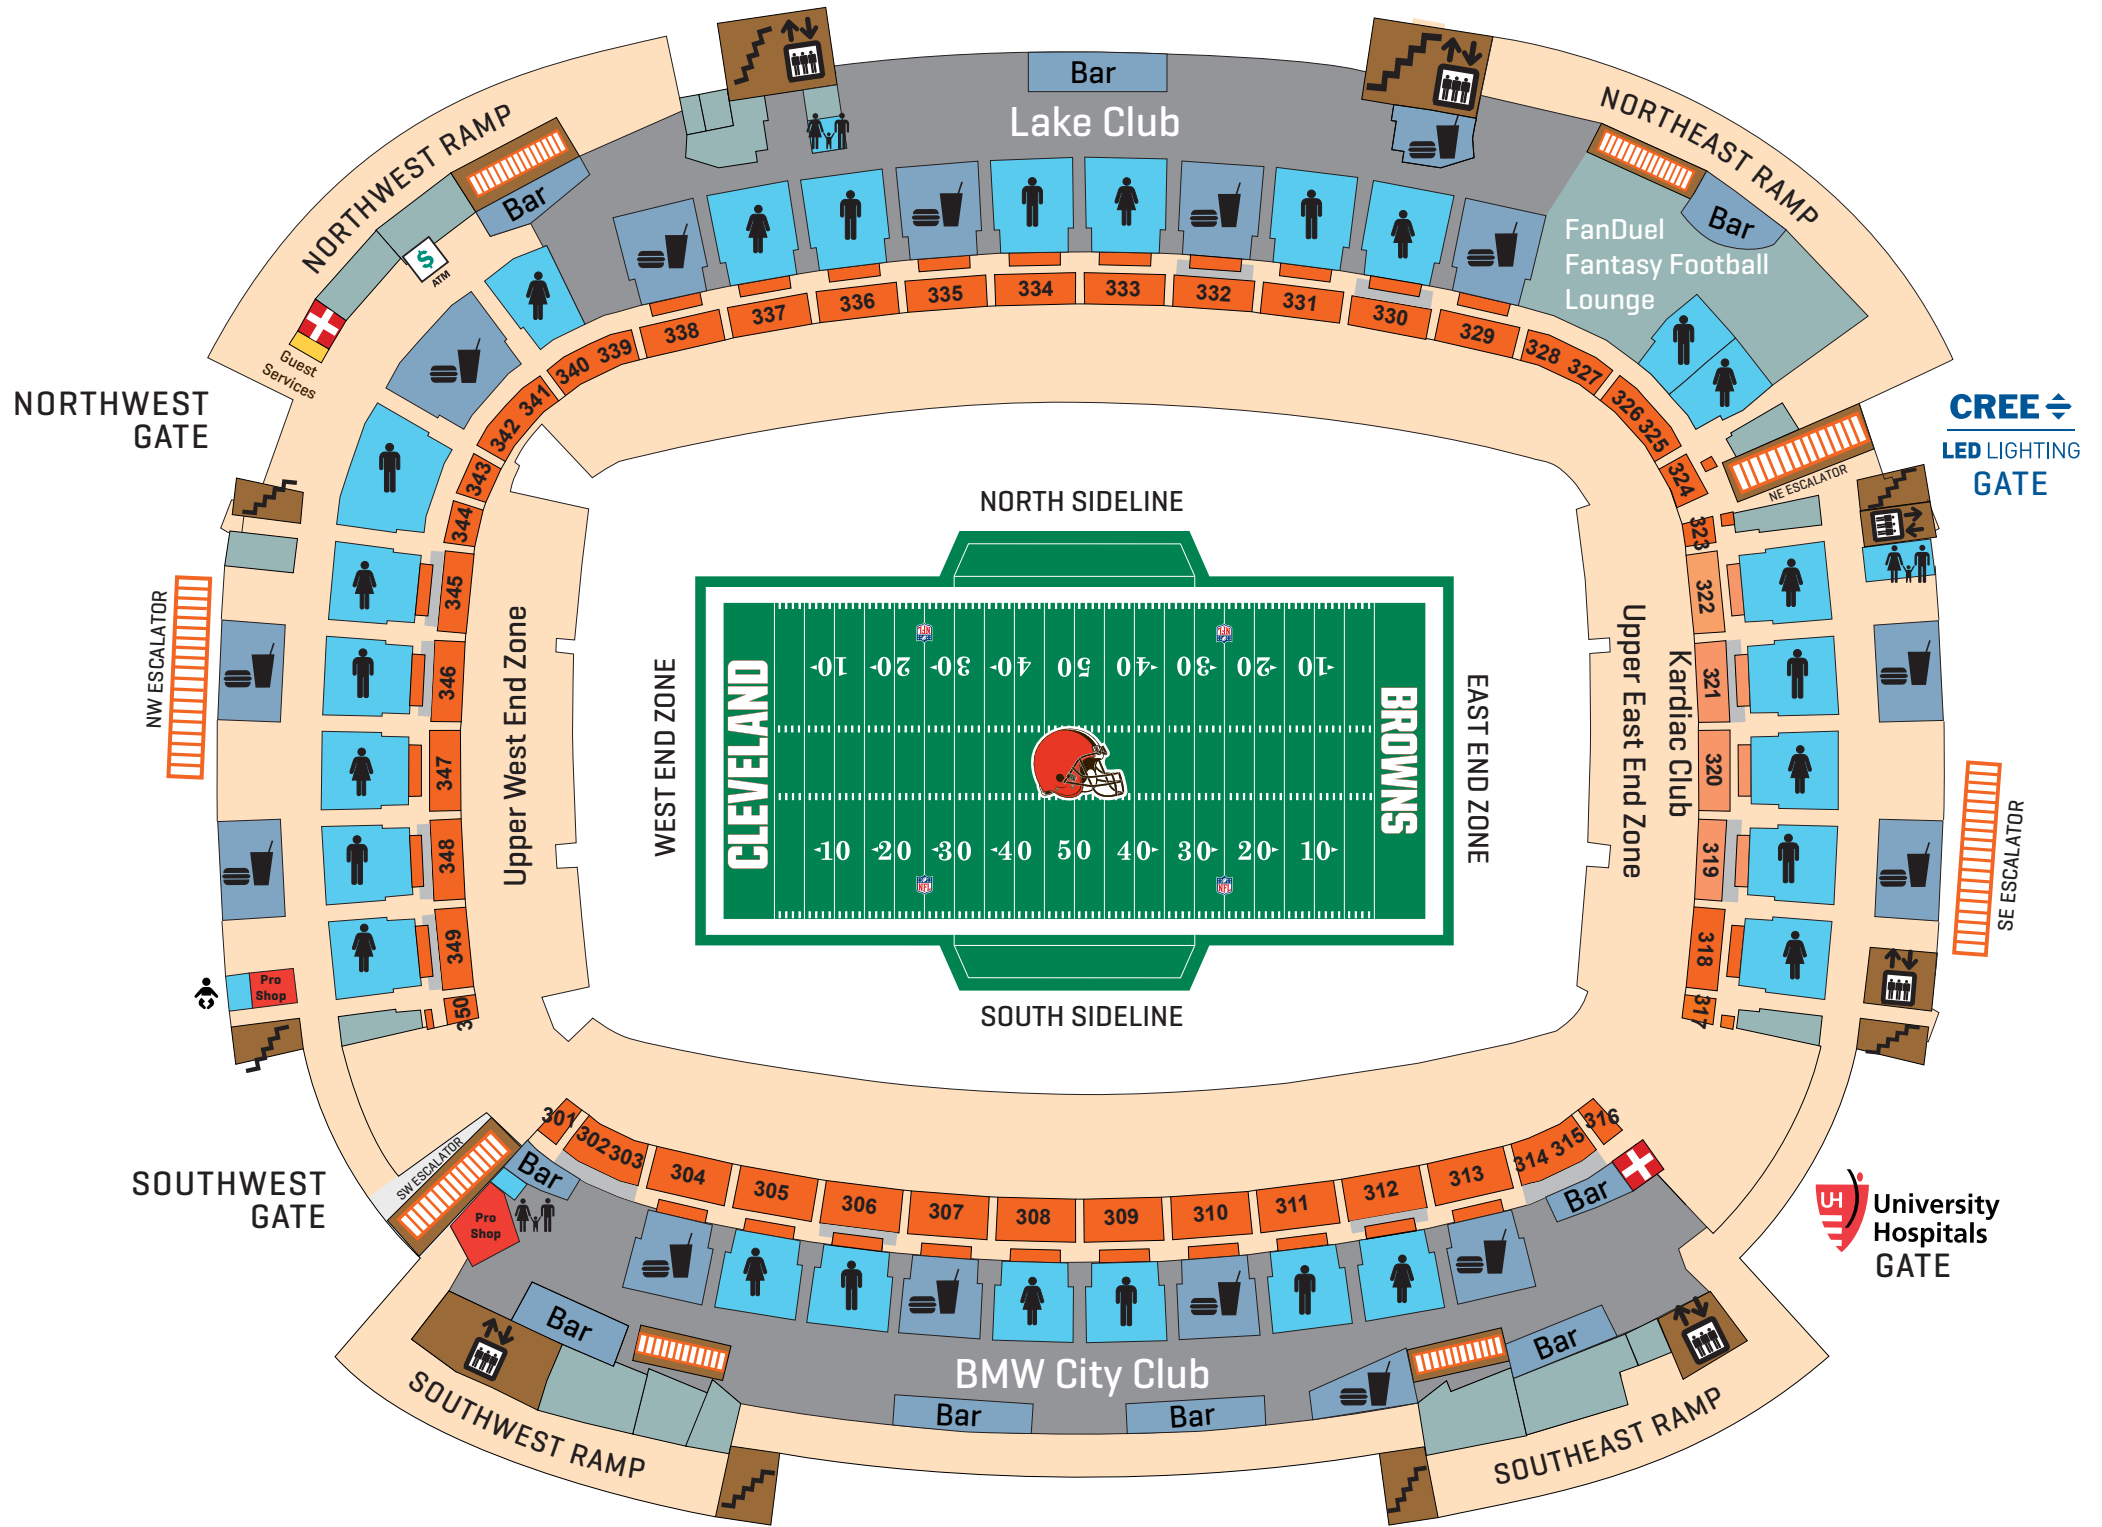 Bar
Lake Club
NORTHWEST RAMP
NORTHEAST RAMP
Bar
Bar
FanDuel
Fantasy Football
Lounge
$
ATM
Guest
Services
NORTHWEST
GATE
CREE
LED LIGHTING
GATE
NE ESCALATOR
340
339
338
337
336
335
334
333
332
331
330
329
328
327
326
325
324
323
322
321
320
319
318
317
341
342
343
344
345
346
347
348
349
350
NW ESCALATOR
SE ESCALATOR
Upper West End Zone
WEST END ZONE
NORTH SIDELINE
EAST END ZONE
Upper East End Zone
Kardiac Club
CLEVELAND
BROWNS
NFL
NFL
10 20 30 40 50 40 30 20 10
10 20 30 40 50 40 30 20 10
NFL
NFL
SOUTH SIDELINE
Pro
Shop
301
302
303
304
305
306
307
308
309
310
311
312
313
314
315
316
SOUTHWEST
GATE
SW ESCALATOR
Bar
Pro
Shop
Bar
Bar
UH
University
Hospitals
GATE
Bar
BMW City Club
Bar
Bar
Bar
SOUTHWEST RAMP
SOUTHEAST RAMP